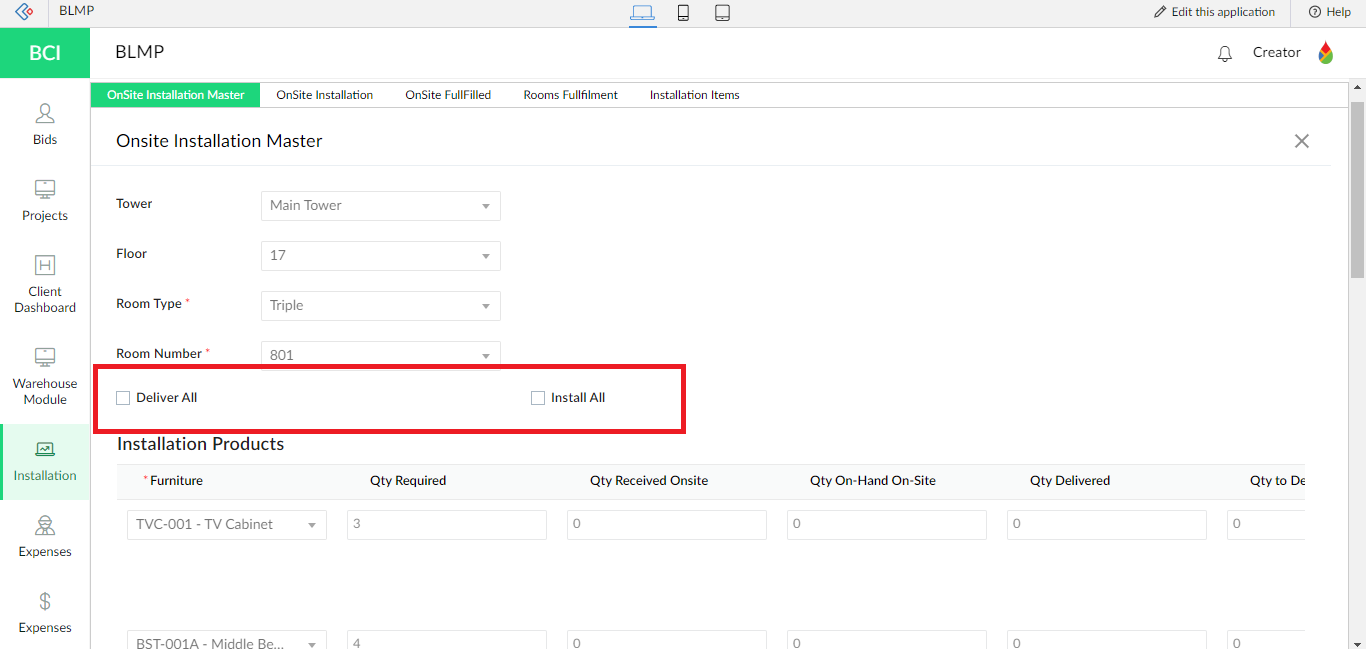 BLMP
Edit this application
Help
BCI
BLMP
Creator
OnSite Installation Master
OnSite Installation
OnSite FullFilled
Rooms Fullfilment
Installation Items
Bids
Projects
Client
Dashboard
Warehouse
Module
Installation
Expenses
Expenses
Onsite Installation Master
Tower
Main Tower
Floor
17
Room Type *
Triple
Room Number *
801
Deliver All
Install All
Installation Products
* Furniture
Qty Required
Qty Received Onsite
Qty On-Hand On-Site
Qty Delivered
Qty to De
TVC-001 - TV Cabinet
3
0
0
0
0
BST-001A - Middle Be...
4
0
0
0
0